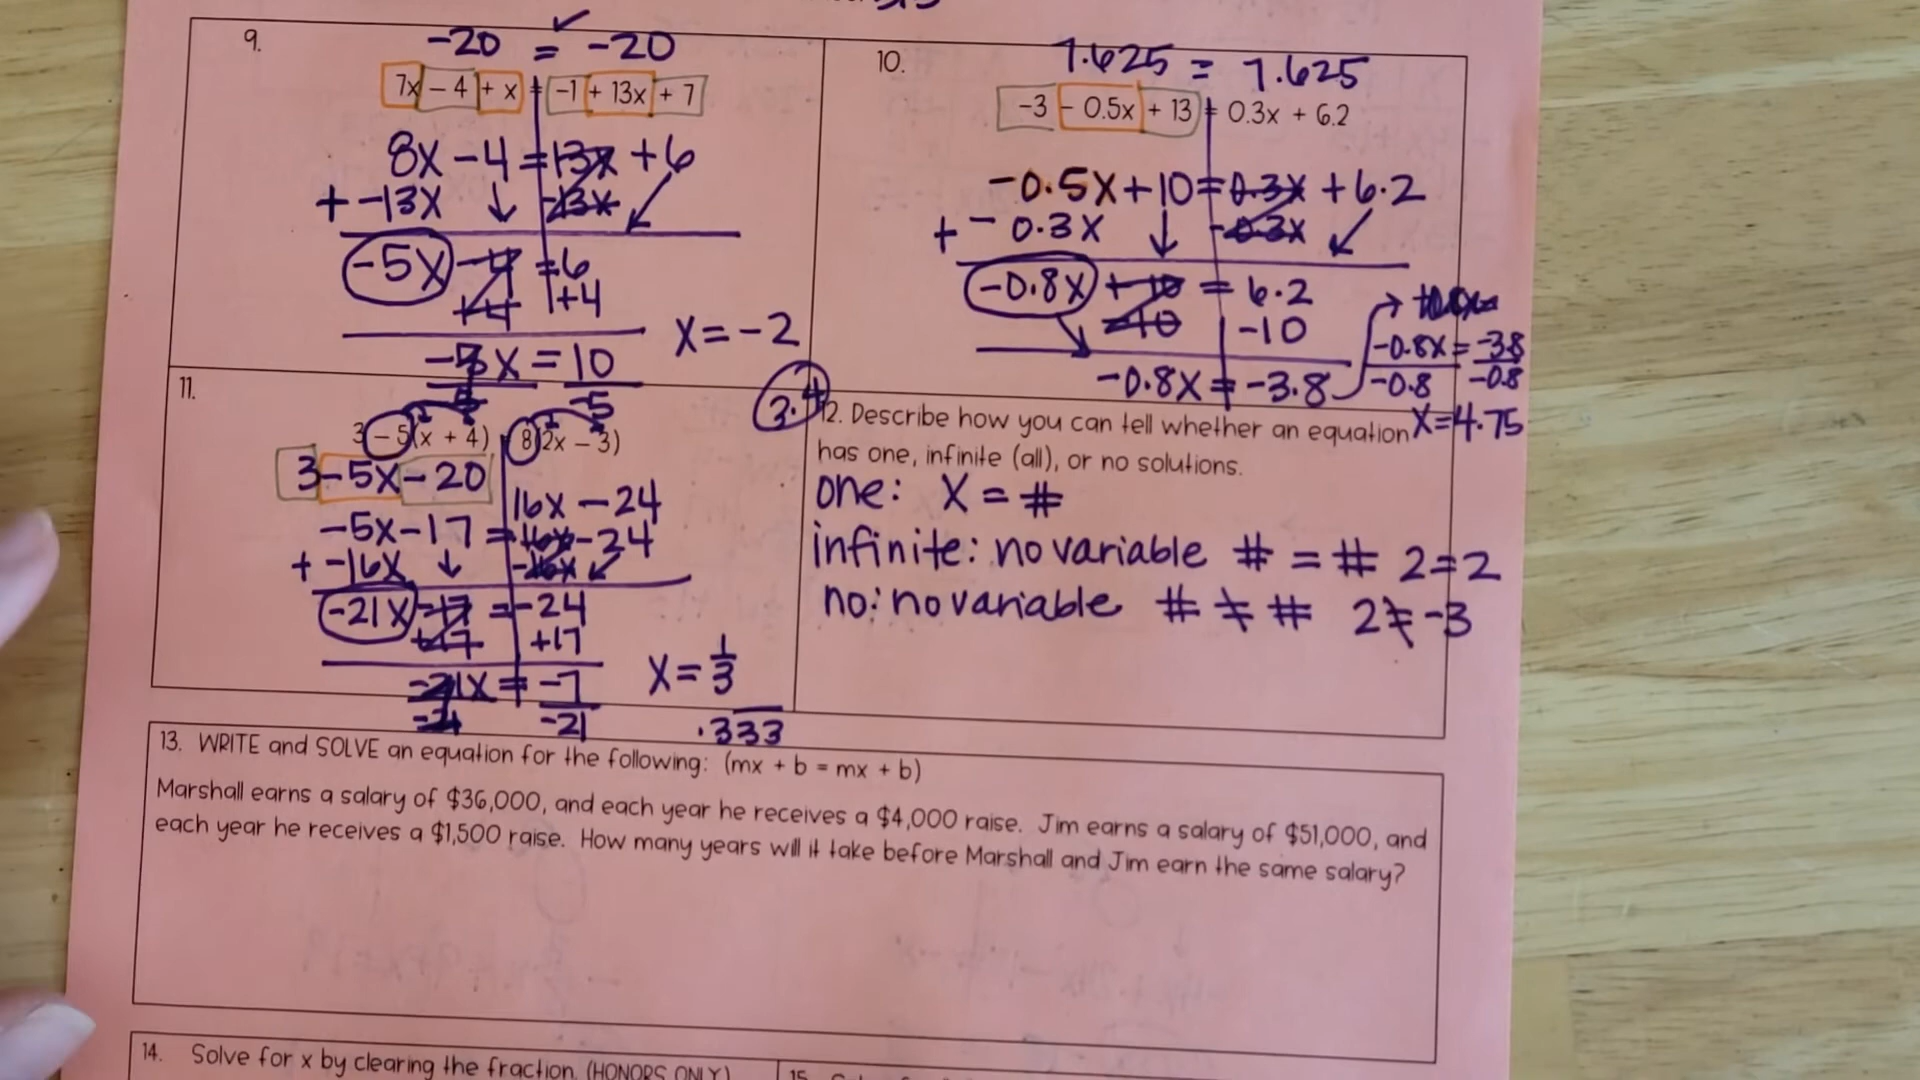 9.
-20 = -20
7x - 4 + x = -1 + 13x + 7
8x - 4 = 13x + 6
+ -13x -13x
-5x - 4 = 6
+4 +4
-5x = 10
-5 -5
x = -2
10.
7.625 = 7.625
-3 - 0.5x + 13 = 0.3x + 6.2
-0.5x + 10 = 0.3x + 6.2
+ - 0.3x -0.3x
-0.8x + 10 = 6.2
-10 -10
-0.8x = -3.8
-0.8x = -3.8
-0.8 -0.8
x = 4.75
11.
3 - 5(x + 4) = 8(2x - 3)
3 - 5x - 20
16x - 24
-5x - 17 = 16x - 24
+ -16x -16x
-21x - 17 = -24
+17 +17
-21x = -7
-21 -21
x = 1/3
.333
3.4
12. Describe how you can tell whether an equation
has one, infinite (all), or no solutions.
one: x = #
infinite: no variable # = # 2=2
no: no variable # ≠ # 2≠-3
13. WRITE and SOLVE an equation for the following: (mx + b = mx + b)
Marshall earns a salary of $36,000, and each year he receives a $4,000 raise. Jim earns a salary of $51,000, and
each year he receives a $1,500 raise. How many years will it take before Marshall and Jim earn the same salary?
14. Solve for x by clearing the fraction. (HONORS ONLY)
15.